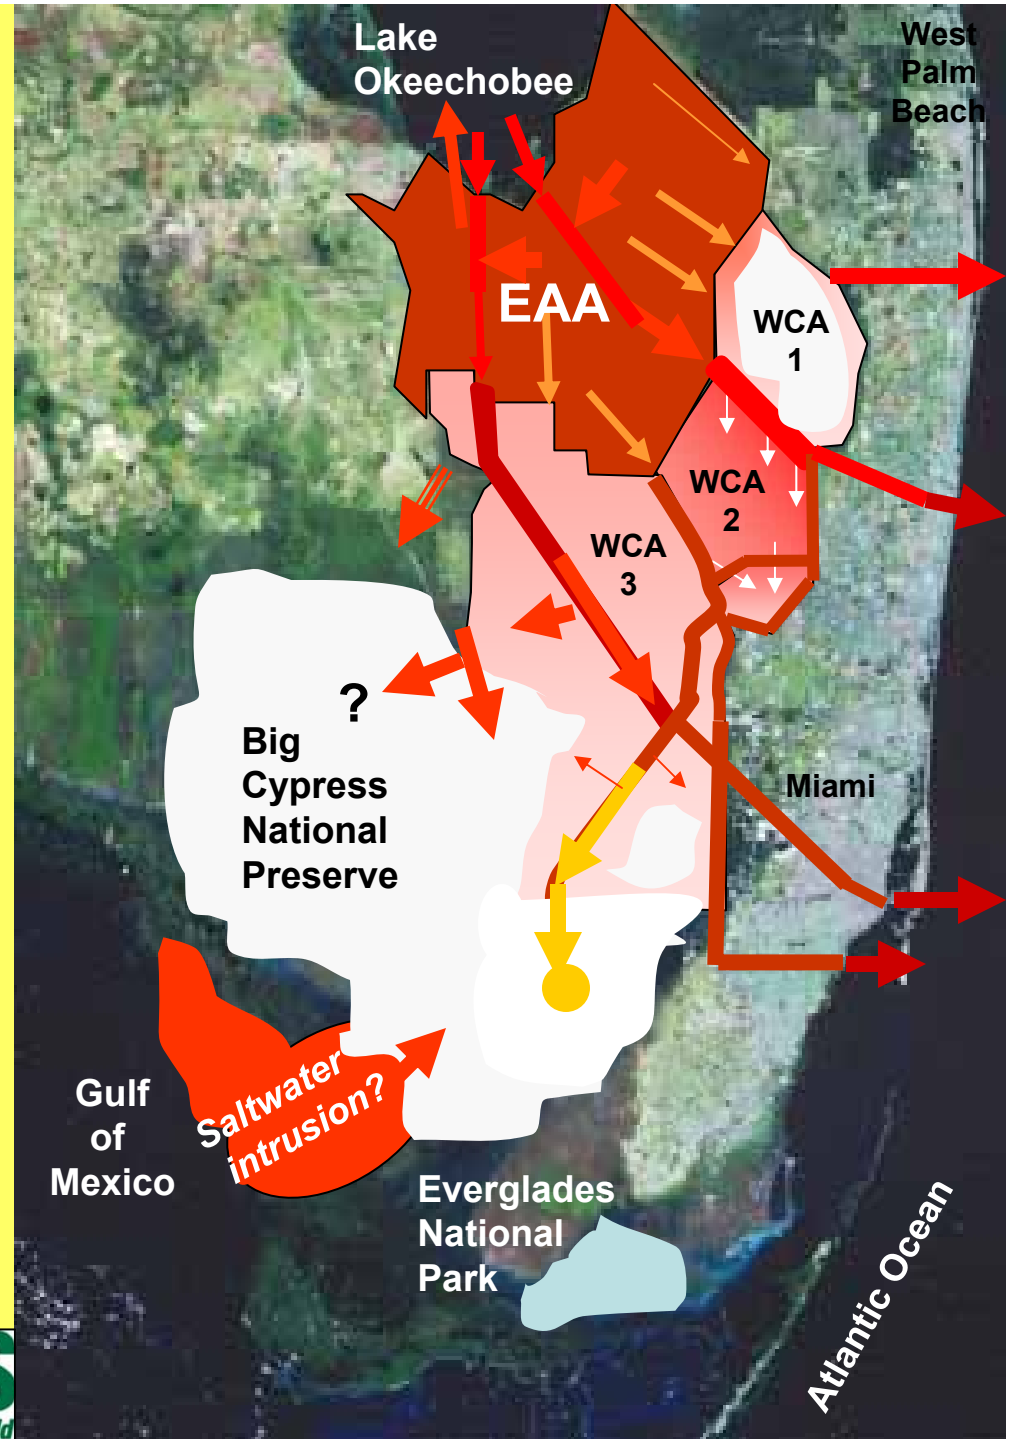 Lake
Okeechobee
West
Palm
Beach
EAA
WCA
1
WCA
2
WCA
3
?
Big
Cypress
National
Preserve
Miami
Saltwater
intrusion?
Gulf
of
Mexico
Everglades
National
Park
Atlantic Ocean